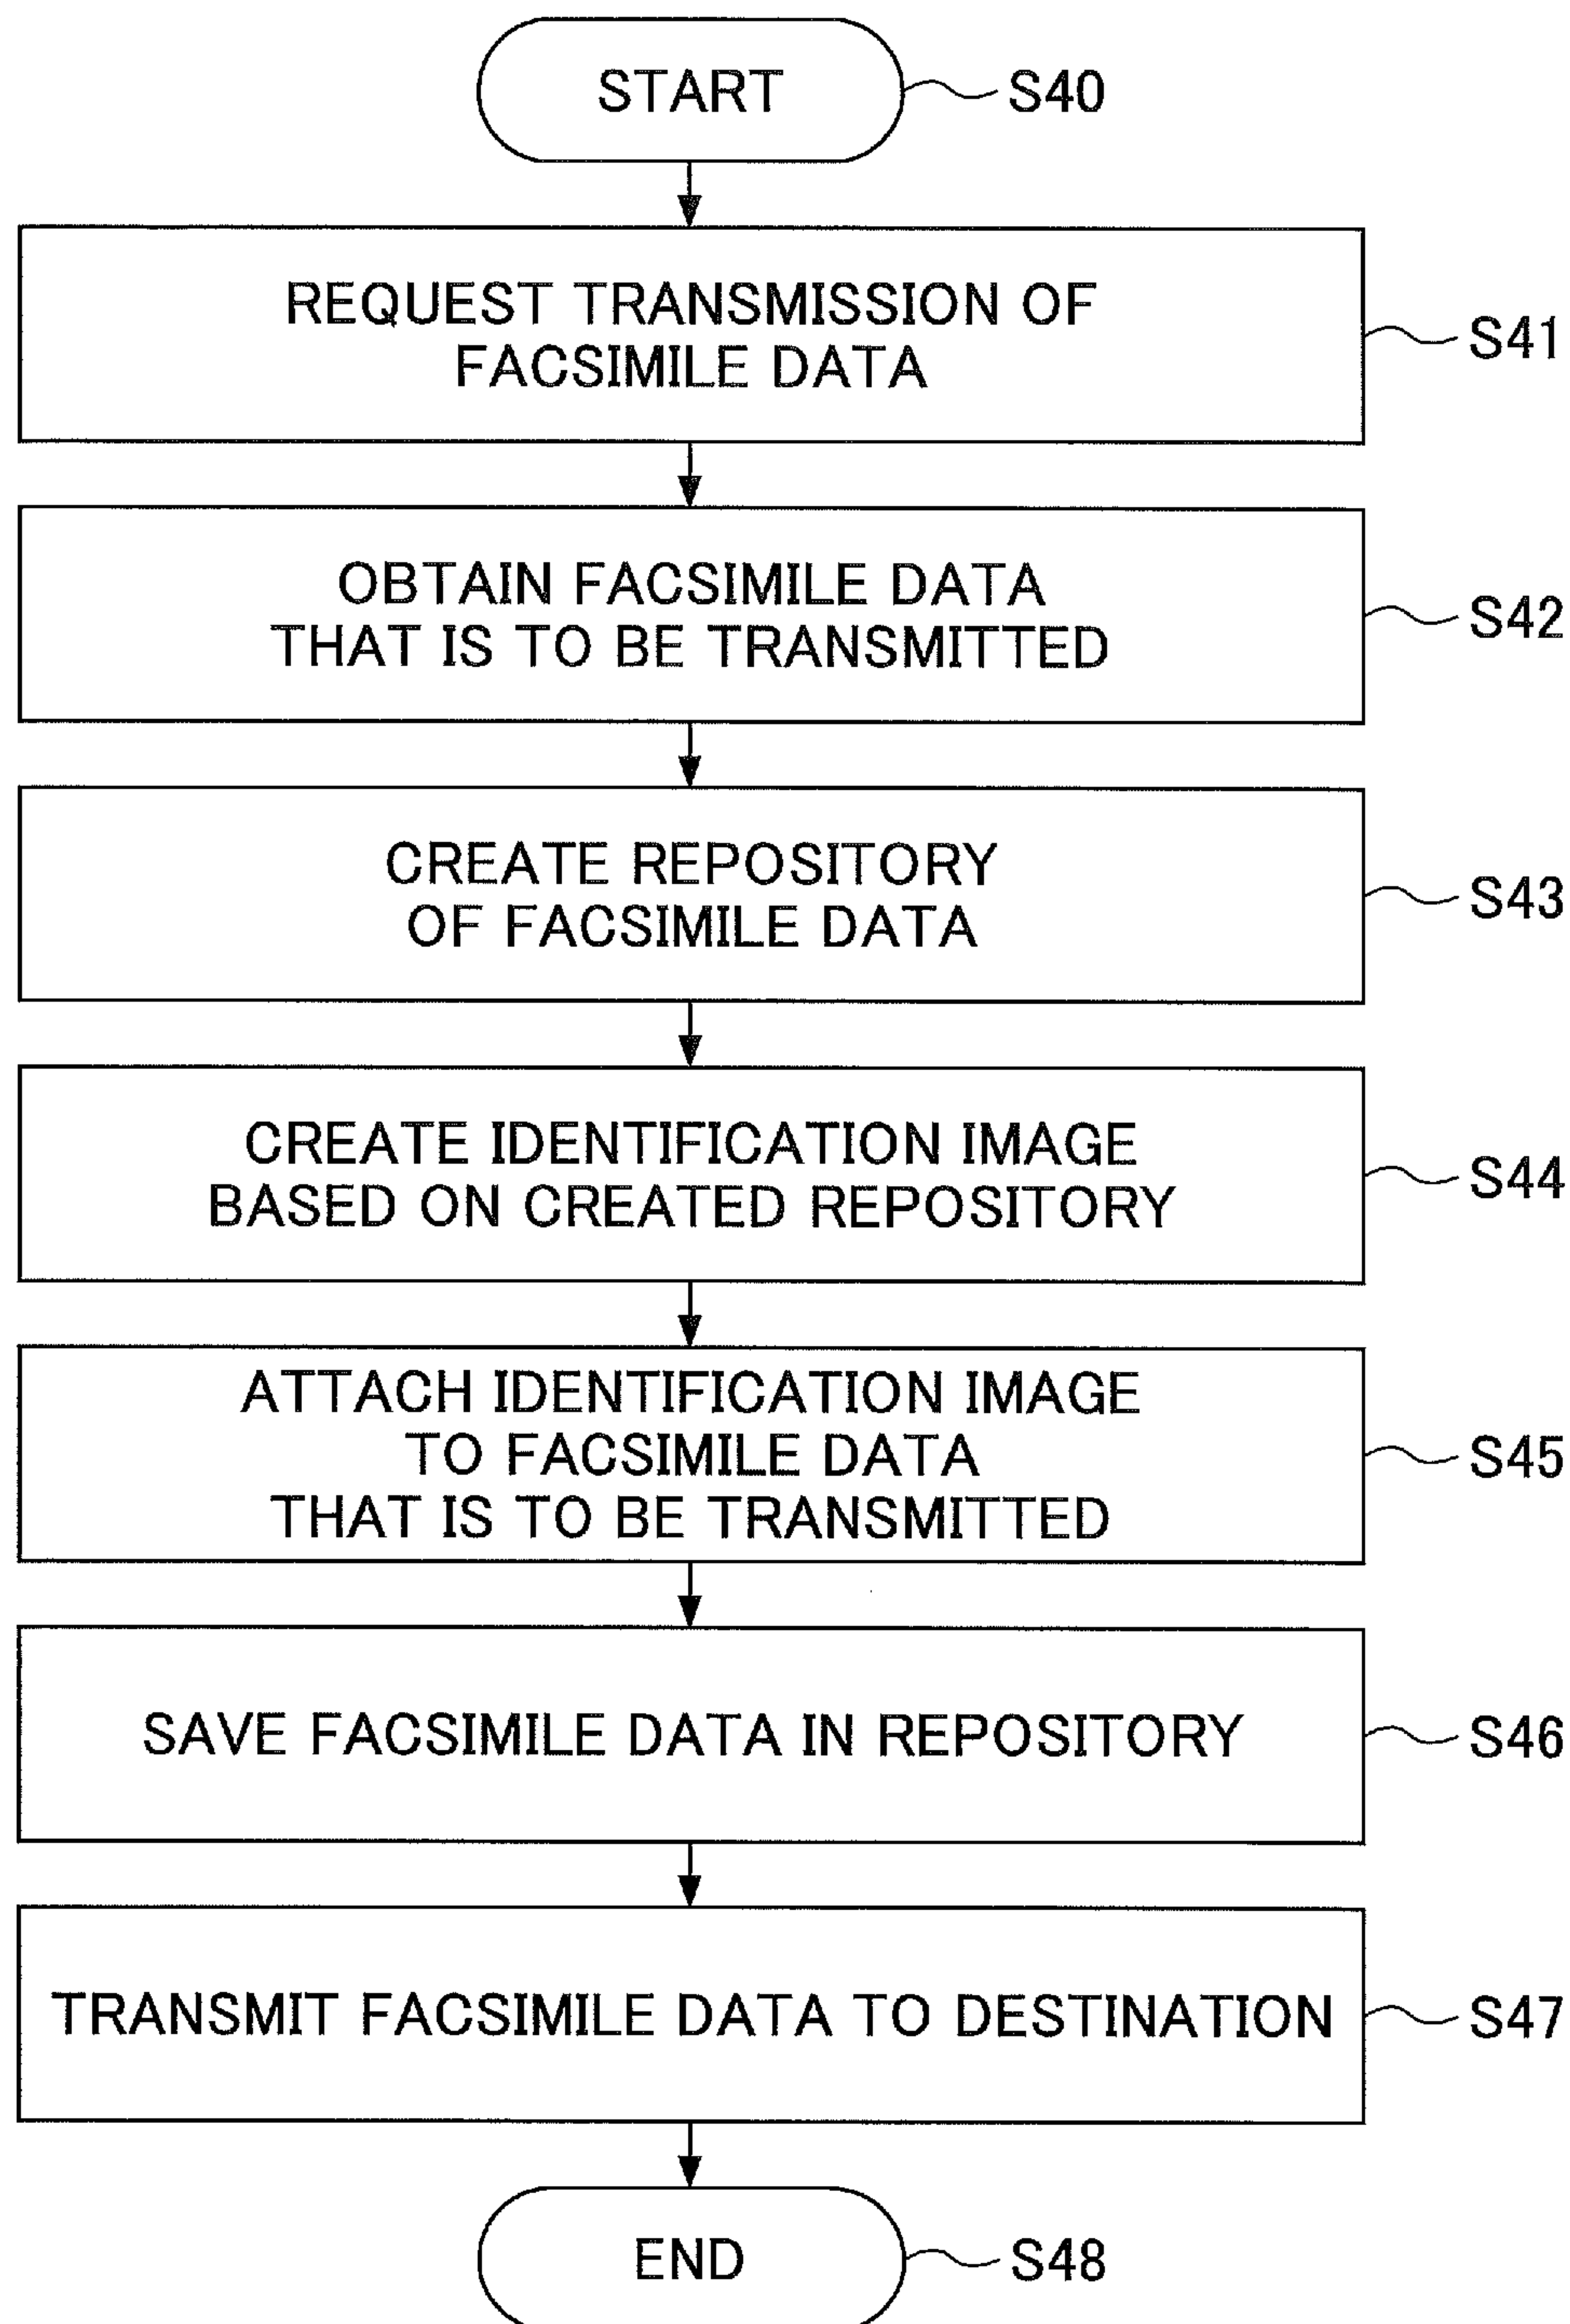 START
S40
REQUEST TRANSMISSION OF
FACSIMILE DATA
S41
OBTAIN FACSIMILE DATA
THAT IS TO BE TRANSMITTED
S42
CREATE REPOSITORY
OF FACSIMILE DATA
S43
CREATE IDENTIFICATION IMAGE
BASED ON CREATED REPOSITORY
S44
ATTACH IDENTIFICATION IMAGE
TO FACSIMILE DATA
THAT IS TO BE TRANSMITTED
S45
SAVE FACSIMILE DATA IN REPOSITORY
S46
TRANSMIT FACSIMILE DATA TO DESTINATION
S47
END
S48